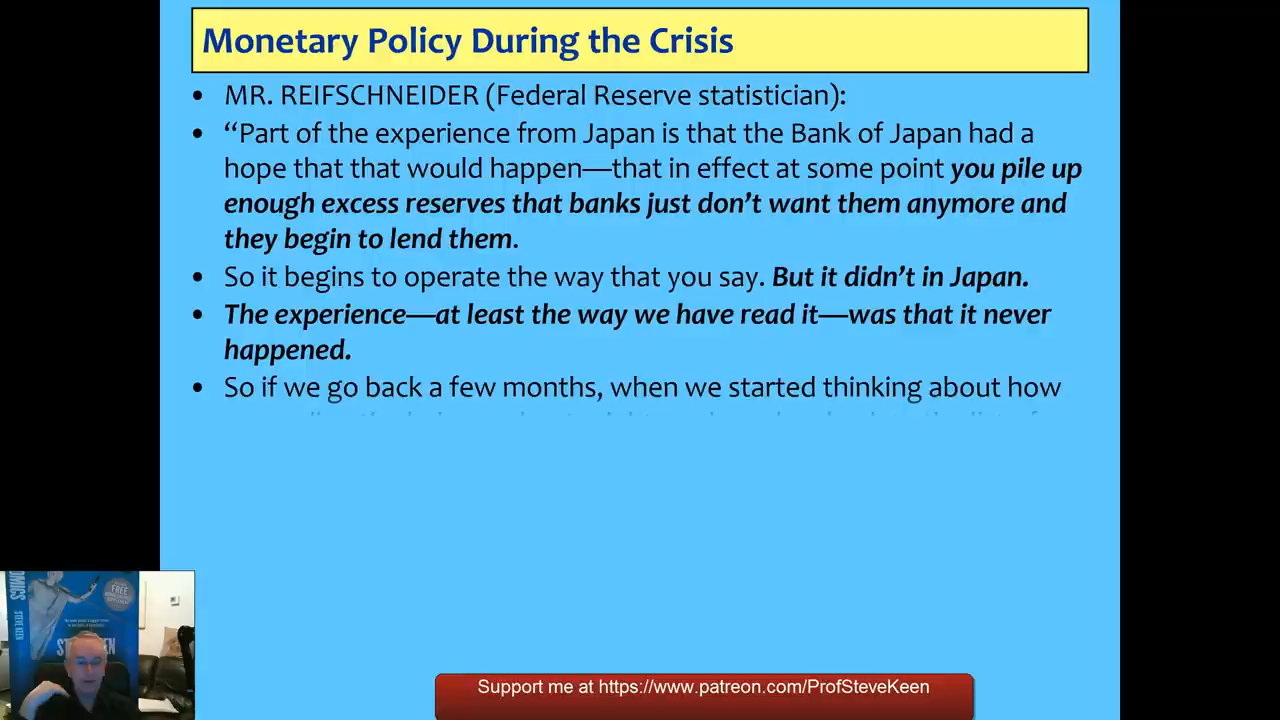 Monetary Policy During the Crisis
• MR. REIFSCHNEIDER (Federal Reserve statistician):
• “Part of the experience from Japan is that the Bank of Japan had a
hope that that would happen—that in effect at some point you pile up
enough excess reserves that banks just don’t want them anymore and
they begin to lend them.
• So it begins to operate the way that you say. But it didn’t in Japan.
• The experience—at least the way we have read it—was that it never
happened.
• So if we go back a few months, when we started thinking about how
FREE
STEVE KEEN
Support me at https://www.patreon.com/ProfSteveKeen